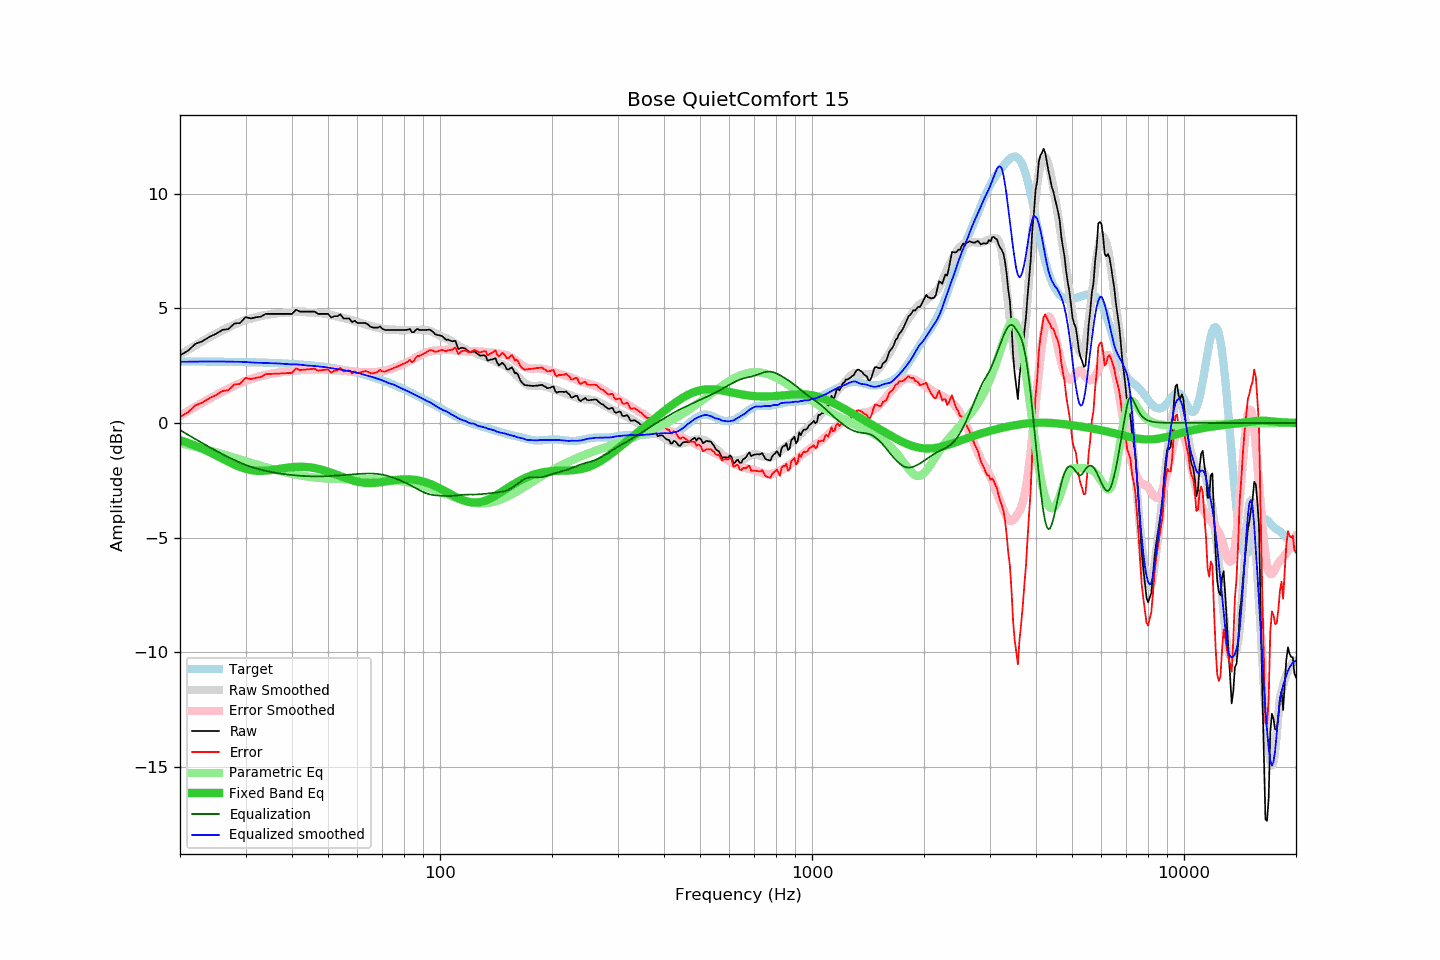 Bose QuietComfort 15
Amplitude (dBr)
10
5
0
−5
−10
−15
Target
Raw Smoothed
Error Smoothed
Raw
Error
Parametric Eq
Fixed Band Eq
Equalization
Equalized smoothed
100
1000
10000
Frequency (Hz)